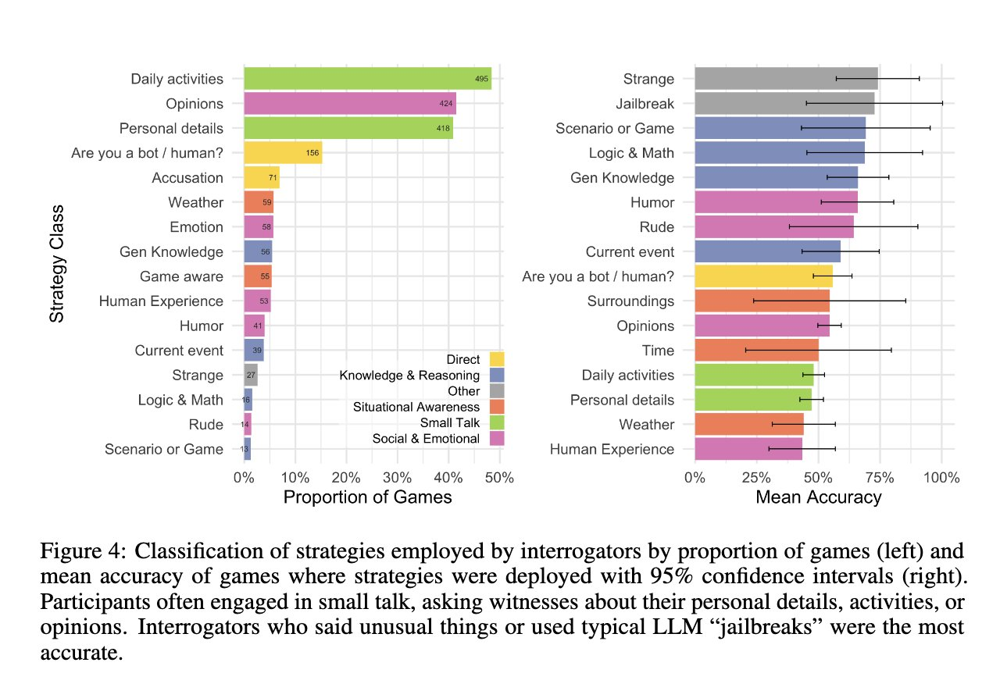 Strategy Class
Daily activities 495
Opinions 424
Personal details 418
Are you a bot / human? 156
Accusation 71
Weather 59
Emotion 58
Gen Knowledge 56
Game aware 55
Human Experience 53
Humor 41
Current event 39
Strange 27
Logic & Math 16
Rude 14
Scenario or Game 13
Direct
Knowledge & Reasoning
Other
Situational Awareness
Small Talk
Social & Emotional
0% 10% 20% 30% 40% 50%
Proportion of Games
Strange
Jailbreak
Scenario or Game
Logic & Math
Gen Knowledge
Humor
Rude
Current event
Are you a bot / human?
Surroundings
Opinions
Time
Daily activities
Personal details
Weather
Human Experience
0% 25% 50% 75% 100%
Mean Accuracy
Figure 4: Classification of strategies employed by interrogators by proportion of games (left) and
mean accuracy of games where strategies were deployed with 95% confidence intervals (right).
Participants often engaged in small talk, asking witnesses about their personal details, activities, or
opinions. Interrogators who said unusual things or used typical LLM “jailbreaks” were the most
accurate.